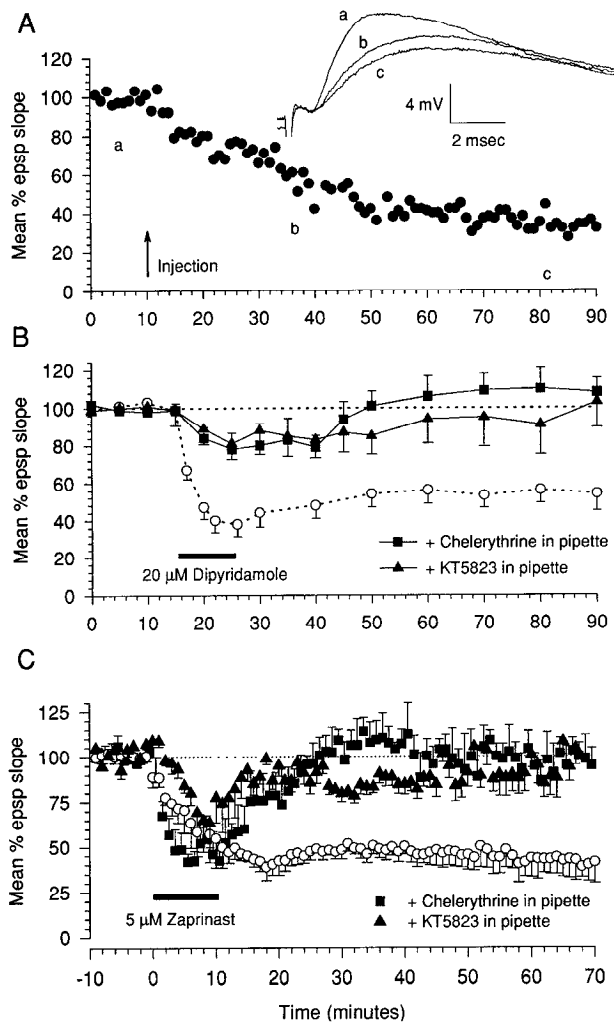 A
Mean % epsp slope
120
100
80
60
40
20
0
a
b
c
4 mV
2 msec
a
b
c
Injection
0 10 20 30 40 50 60 70 80 90
B
Mean % epsp slope
120
100
80
60
40
20
0
20 µM Dipyridamole
+ Chelerythrine in pipette
+ KT5823 in pipette
0 10 20 30 40 50 60 70 80 90
C
Mean % epsp slope
125
100
75
50
25
0
5 µM Zaprinast
+ Chelerythrine in pipette
+ KT5823 in pipette
-10 0 10 20 30 40 50 60 70
Time (minutes)